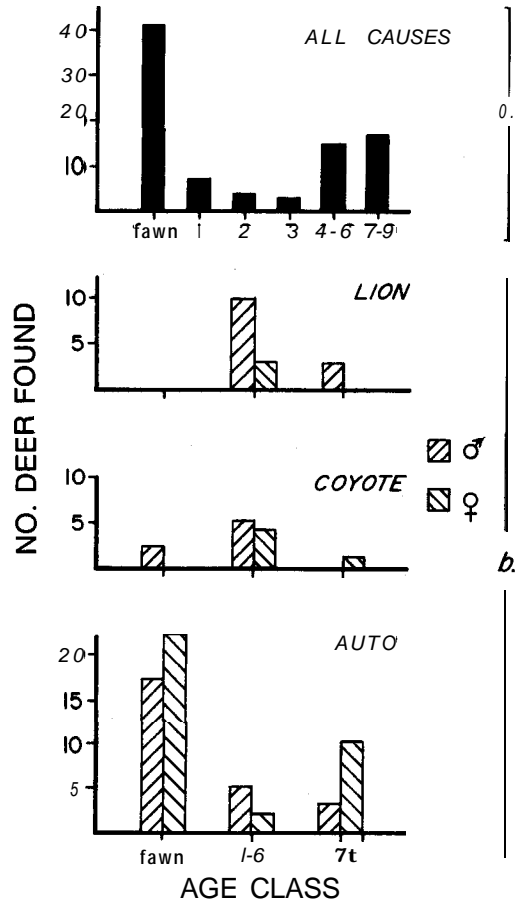 40
ALL CAUSES
30
20
10
fawn 1 2 3 4-6 7-9
0.
NO. DEER FOUND
10
LION
5
♂
♀
10
COYOTE
5
b.
20
AUTO
15
10
5
fawn 1-6 7t
AGE CLASS